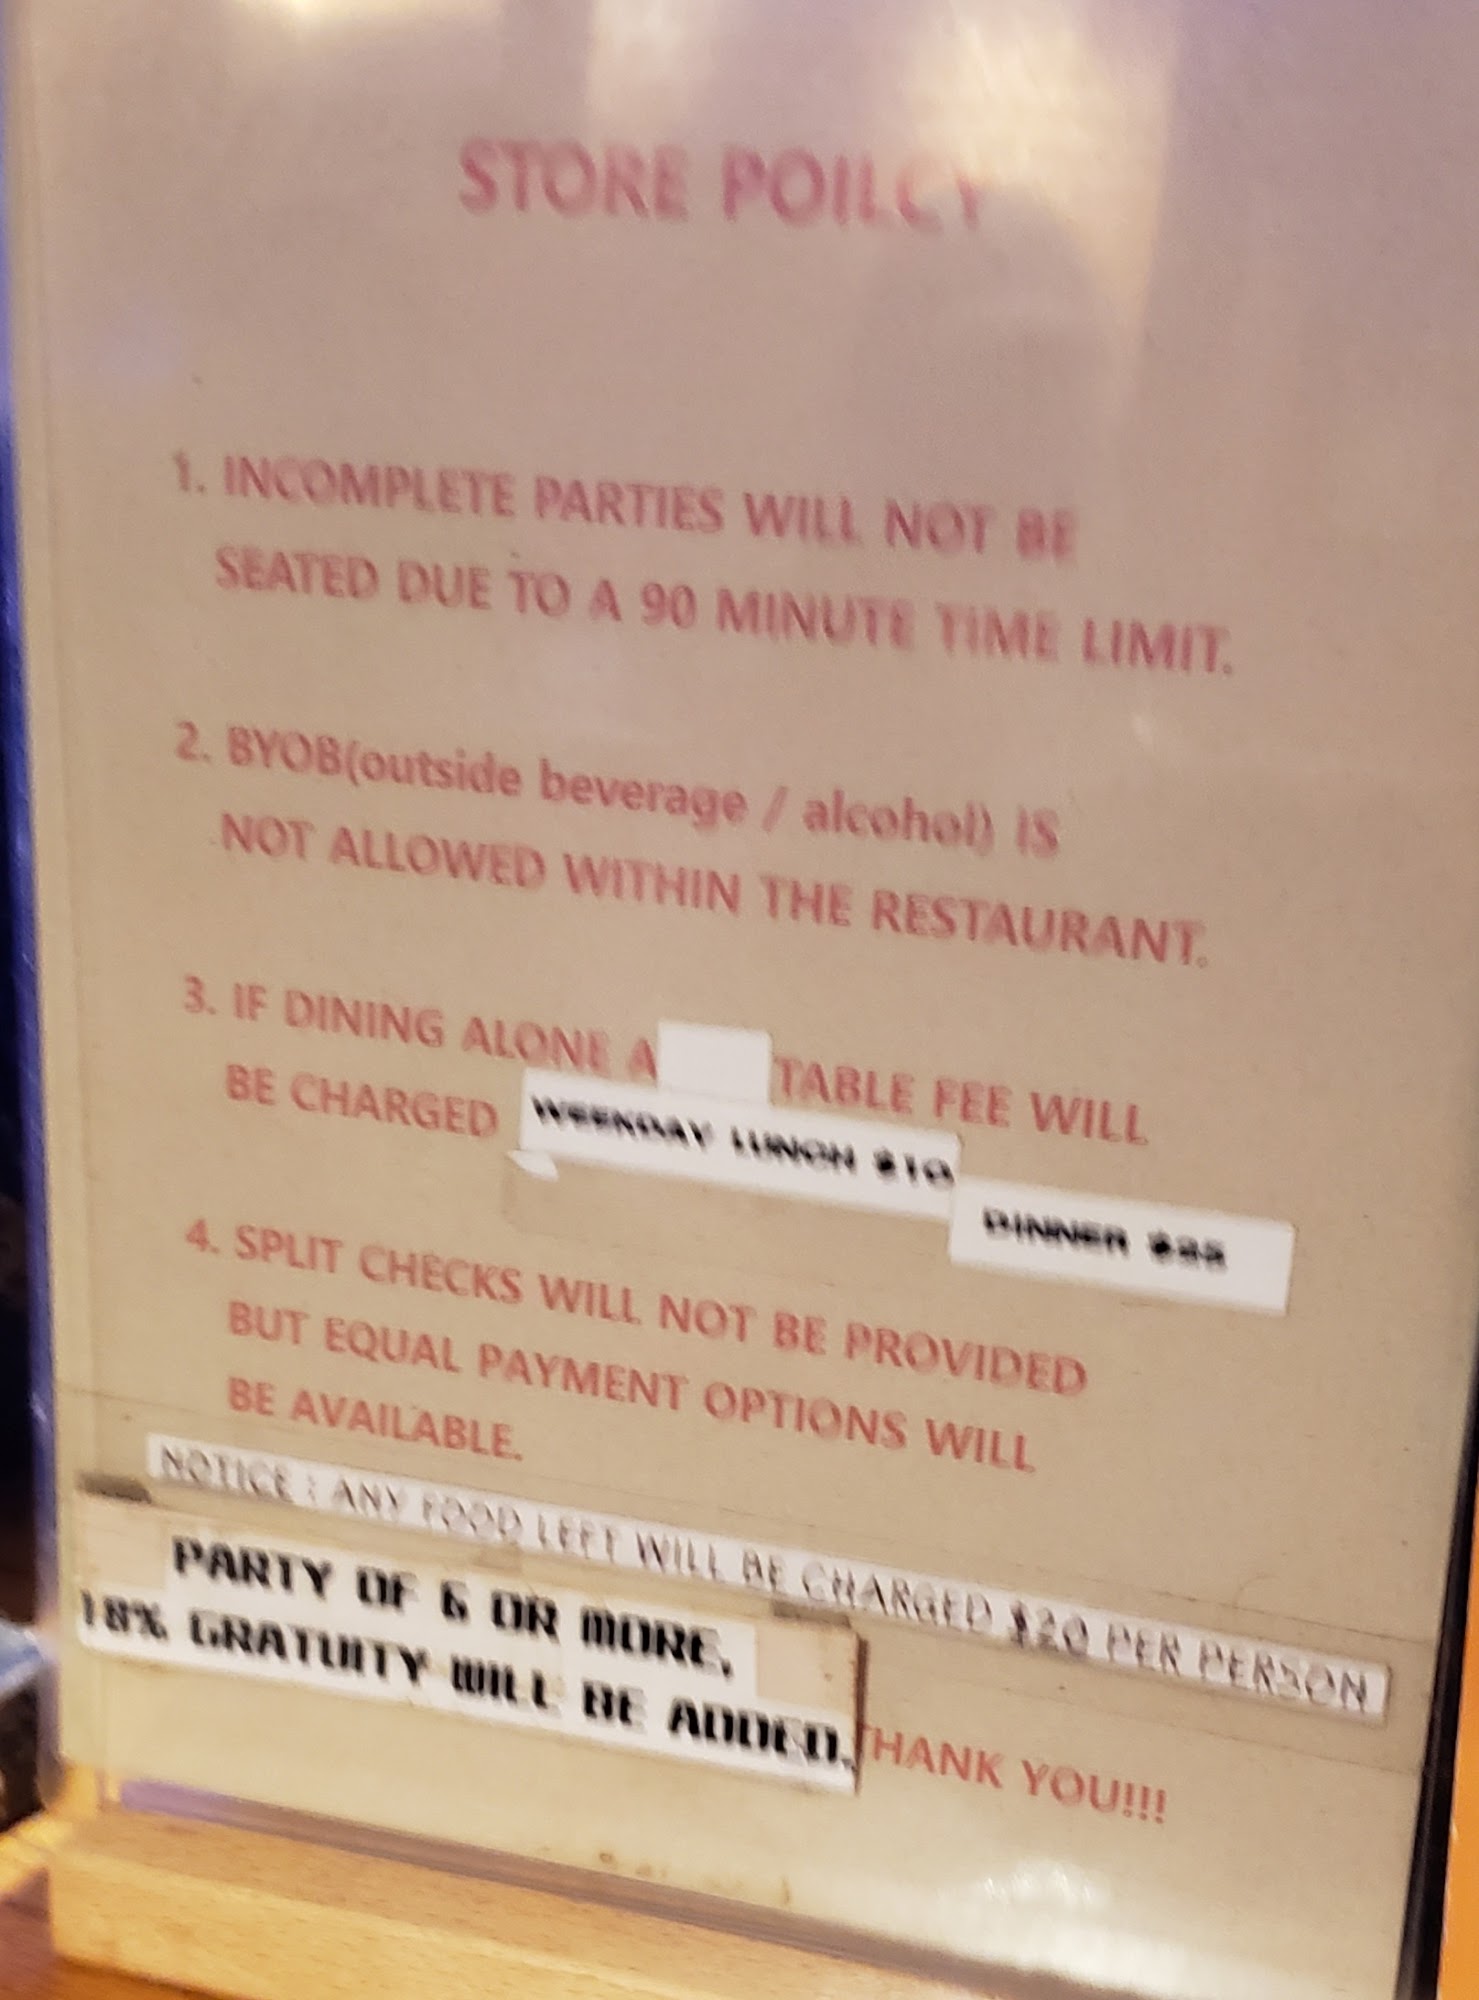 STORE POILCY
1. INCOMPLETE PARTIES WILL NOT BE
SEATED DUE TO A 90 MINUTE TIME LIMIT.
2. BYOB(outside beverage / alcohol) IS
NOT ALLOWED WITHIN THE RESTAURANT.
3. IF DINING ALONE A TABLE FEE WILL
BE CHARGED WEEKDAY LUNCH $10
DINNER
4. SPLIT CHECKS WILL NOT BE PROVIDED
BUT EQUAL PAYMENT OPTIONS WILL
BE AVAILABLE.
NOTICE : ANY FOOD LEFT WILL BE CHARGED $20 PER PERSON
PARTY OF 6 OR MORE,
18% GRATUITY WILL BE ADDED.
THANK YOU!!!